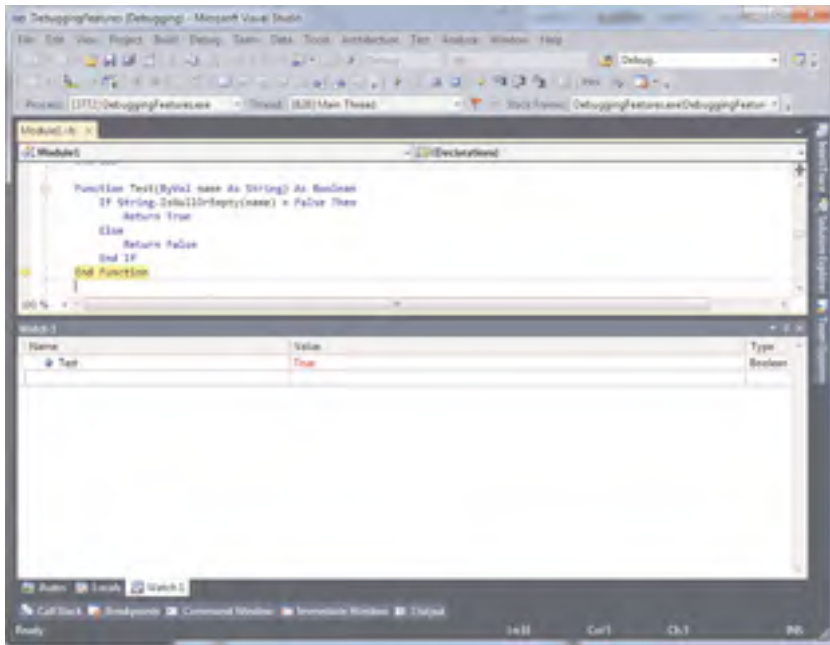 DebuggingFeatures (Debugging) - Microsoft Visual Studio
File Edit View Project Build Debug Team Data Tools Architecture Test Analyze Window Help
Debug
Process: [3772] DebuggingFeatures.exe Thread: Main Thread Stack Frame: DebuggingFeatures.exe!DebuggingFeatur
Module1.vb
Module1 (Declarations)
Function Test(ByVal name As String) As Boolean
If String.IsNullOrEmpty(name) = False Then
Return True
Else
Return False
End If
End Function
100 %
Watch 1
Name Value Type
Test True Boolean
Autos Locals Watch 1
Call Stack Breakpoints Command Window Immediate Window Output
Ready Col 1 Ch 1 INS
IntelliTrace
Solution Explorer
Team Explorer